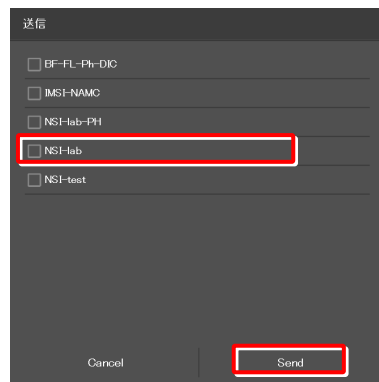 送信
BF-FL-Ph-DIC
IMSI-NAMC
NSI-lab-PH
NSI-lab
NSI-test
Cancel
Send